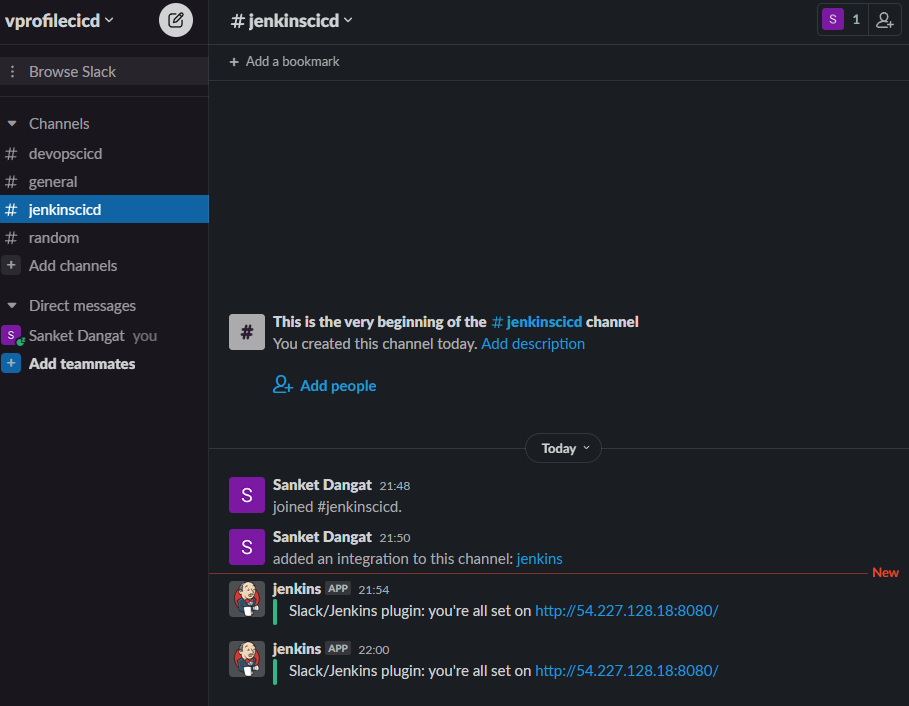 vprofilecicd
Browse Slack
Channels
# devopscicd
# general
# jenkinscicd
# random
+ Add channels
Direct messages
S Sanket Dangat you
+ Add teammates
# jenkinscicd
S 1
+ Add a bookmark
# This is the very beginning of the # jenkinscicd channel
You created this channel today. Add description
Add people
Today
S Sanket Dangat 21:48
joined #jenkinscicd.
S Sanket Dangat 21:50
added an integration to this channel: jenkins
New
jenkins APP 21:54
Slack/Jenkins plugin: you're all set on http://54.227.128.18:8080/
jenkins APP 22:00
Slack/Jenkins plugin: you're all set on http://54.227.128.18:8080/